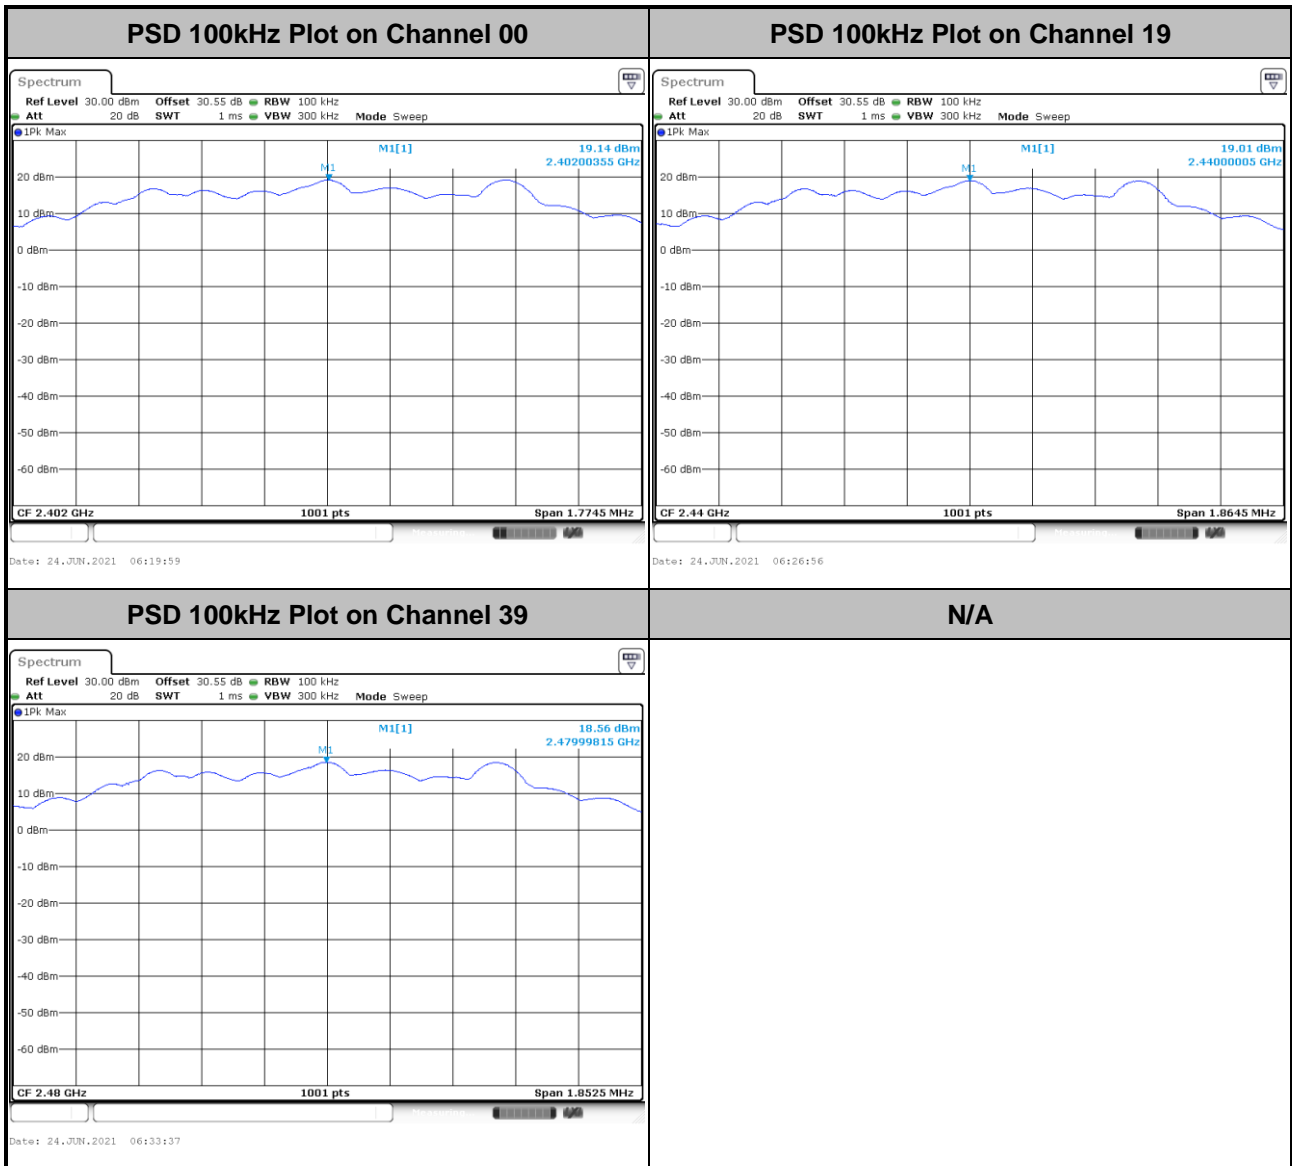 PSD 100kHz Plot on Channel 00
Spectrum
Ref Level 30.00 dBm Offset 30.55 dB RBW 100 kHz
Att 20 dB SWT 1 ms VBW 300 kHz Mode Sweep
1Pk Max
M1[1] 19.14 dBm
2.40200355 GHz
M1
20 dBm
10 dBm
0 dBm
-10 dBm
-20 dBm
-30 dBm
-40 dBm
-50 dBm
-60 dBm
CF 2.402 GHz 1001 pts Span 1.7745 MHz
Measuring...
Date: 24.JUN.2021 06:19:59
PSD 100kHz Plot on Channel 19
Spectrum
Ref Level 30.00 dBm Offset 30.55 dB RBW 100 kHz
Att 20 dB SWT 1 ms VBW 300 kHz Mode Sweep
1Pk Max
M1[1] 19.01 dBm
2.44000005 GHz
M1
20 dBm
10 dBm
0 dBm
-10 dBm
-20 dBm
-30 dBm
-40 dBm
-50 dBm
-60 dBm
CF 2.44 GHz 1001 pts Span 1.8645 MHz
Measuring...
Date: 24.JUN.2021 06:26:56
PSD 100kHz Plot on Channel 39
Spectrum
Ref Level 30.00 dBm Offset 30.55 dB RBW 100 kHz
Att 20 dB SWT 1 ms VBW 300 kHz Mode Sweep
1Pk Max
M1[1] 18.56 dBm
2.47999815 GHz
M1
20 dBm
10 dBm
0 dBm
-10 dBm
-20 dBm
-30 dBm
-40 dBm
-50 dBm
-60 dBm
CF 2.48 GHz 1001 pts Span 1.8525 MHz
Measuring...
Date: 24.JUN.2021 06:33:37
N/A